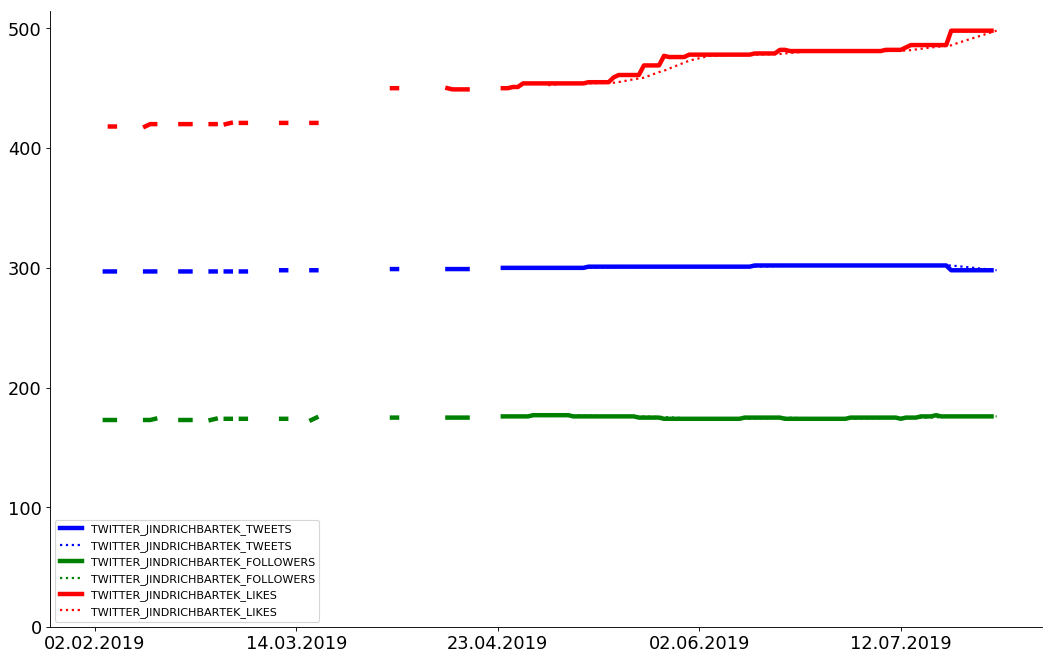 500
400
300
200
100
0
02.02.2019 14.03.2019 23.04.2019 02.06.2019 12.07.2019
TWITTER_JINDRICHBARTEK_TWEETS
TWITTER_JINDRICHBARTEK_TWEETS
TWITTER_JINDRICHBARTEK_FOLLOWERS
TWITTER_JINDRICHBARTEK_FOLLOWERS
TWITTER_JINDRICHBARTEK_LIKES
TWITTER_JINDRICHBARTEK_LIKES